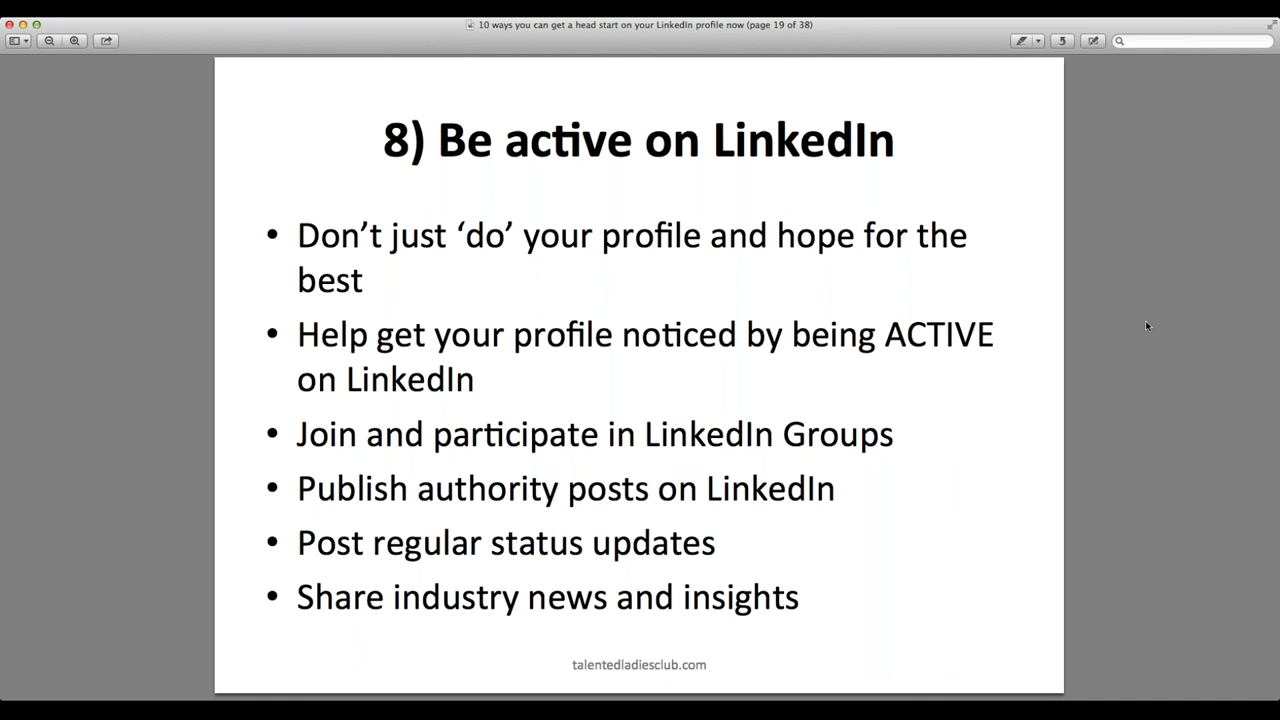 10 ways you can get a head start on your LinkedIn profile now (page 19 of 38)
8) Be active on LinkedIn
• Don’t just ‘do’ your profile and hope for the
best
• Help get your profile noticed by being ACTIVE
on LinkedIn
• Join and participate in LinkedIn Groups
• Publish authority posts on LinkedIn
• Post regular status updates
• Share industry news and insights
talentedladiesclub.com